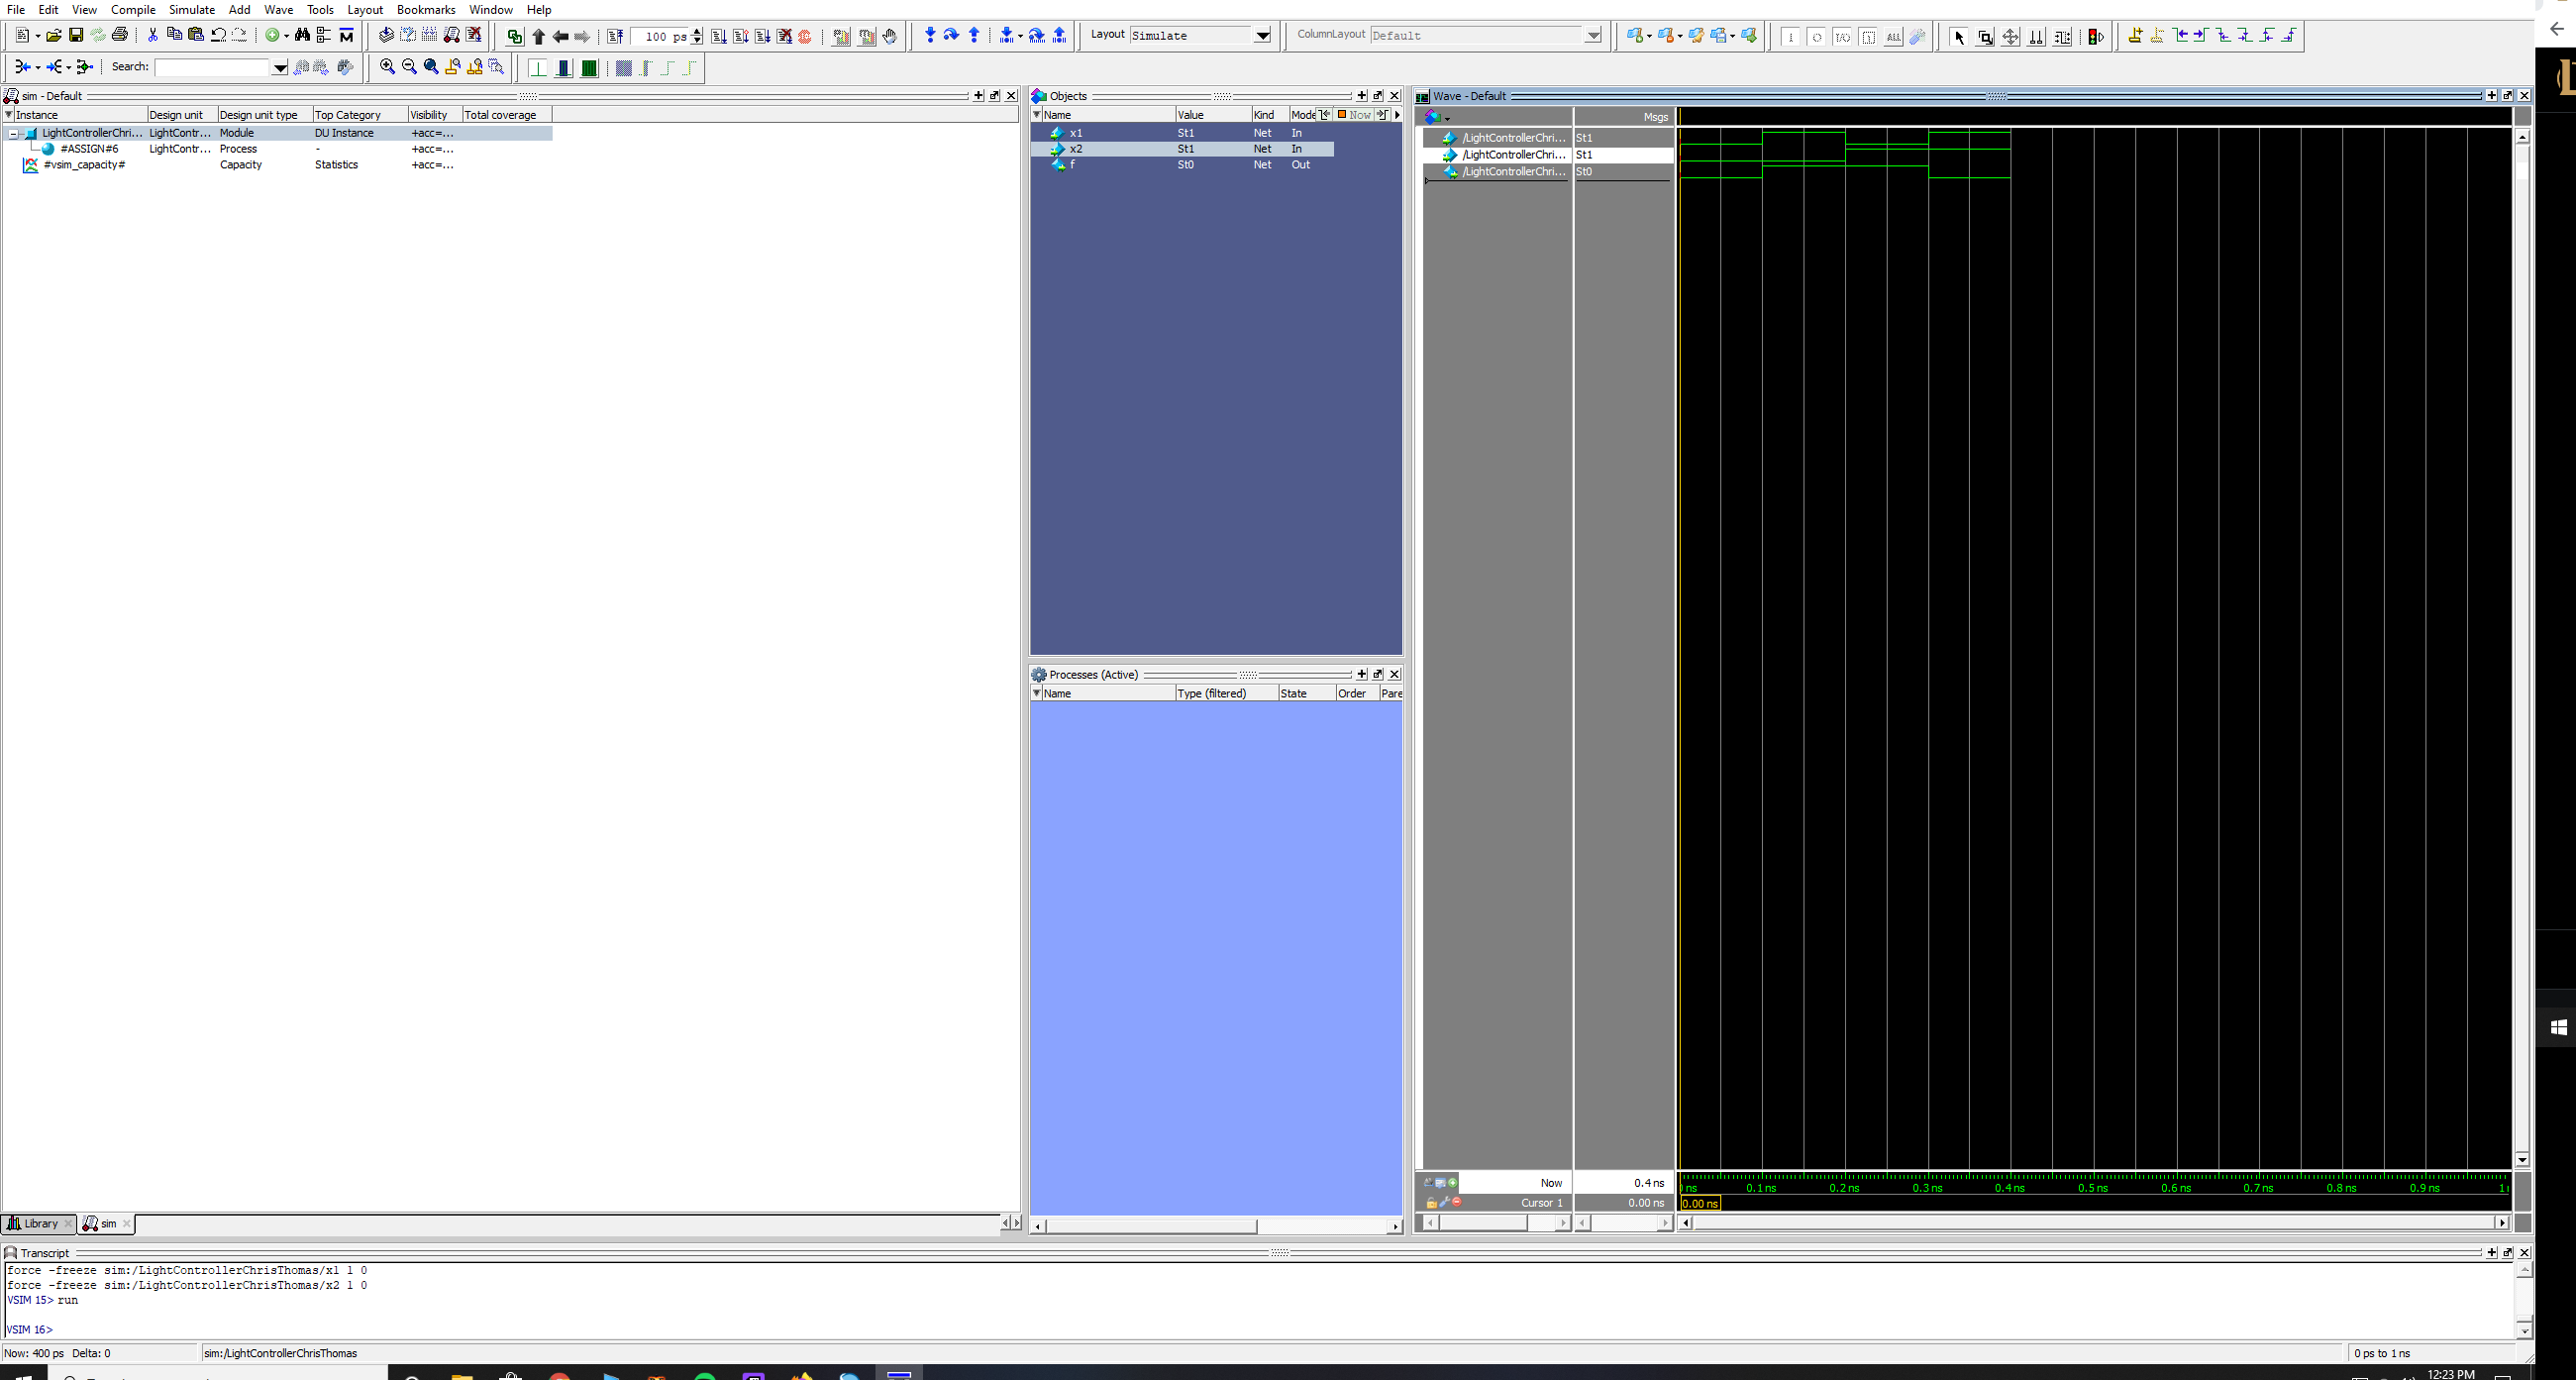 File Edit View Compile Simulate Add Wave Tools Layout Bookmarks Window Help
100 ps
Layout Simulate
ColumnLayout Default
Search:
sim - Default
Instance Design unit Design unit type Top Category Visibility Total coverage
LightControllerChri... LightContr... Module DU Instance +acc=...
#ASSIGN#6 LightContr... Process - +acc=...
#vsim_capacity# Capacity Statistics +acc=...
Library sim
Objects
Name Value Kind Mode Now
x1 St1 Net In
x2 St1 Net In
f St0 Net Out
Processes (Active)
Name Type (filtered) State Order Pare
Wave - Default
Msgs
/LightControllerChri... St1
/LightControllerChri... St1
/LightControllerChri... St0
Now 0.4 ns
Cursor 1 0.00 ns
ns 0.1 ns 0.2 ns 0.3 ns 0.4 ns 0.5 ns 0.6 ns 0.7 ns 0.8 ns 0.9 ns 1
0.00 ns
Transcript
force -freeze sim:/LightControllerChrisThomas/x1 1 0
force -freeze sim:/LightControllerChrisThomas/x2 1 0
VSIM 15> run
VSIM 16>
Now: 400 ps Delta: 0 sim:/LightControllerChrisThomas 0 ps to 1 ns
12:23 PM